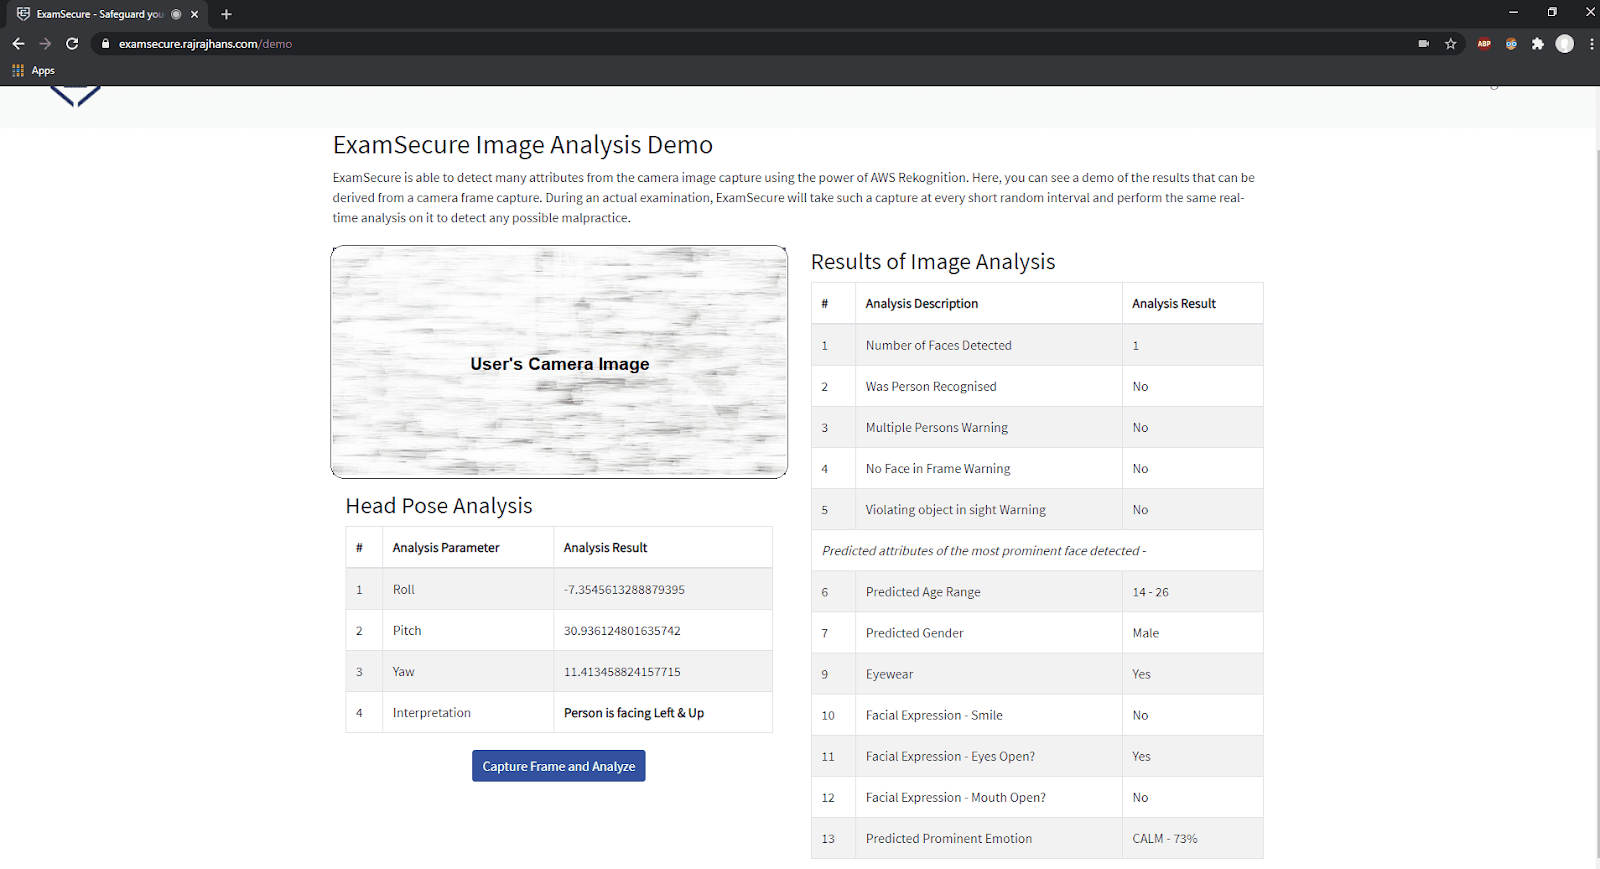 ExamSecure - Safeguard you
examsecure.rajrajhans.com/demo
ABP
Apps
ExamSecure Image Analysis Demo
ExamSecure is able to detect many attributes from the camera image capture using the power of AWS Rekognition. Here, you can see a demo of the results that can be
derived from a camera frame capture. During an actual examination, ExamSecure will take such a capture at every short random interval and perform the same real-
time analysis on it to detect any possible malpractice.
User's Camera Image
Head Pose Analysis
# Analysis Parameter Analysis Result
1 Roll -7.3545613288879395
2 Pitch 30.936124801635742
3 Yaw 11.413458824157715
4 Interpretation Person is facing Left & Up
Capture Frame and Analyze
Results of Image Analysis
# Analysis Description Analysis Result
1 Number of Faces Detected 1
2 Was Person Recognised No
3 Multiple Persons Warning No
4 No Face in Frame Warning No
5 Violating object in sight Warning No
Predicted attributes of the most prominent face detected -
6 Predicted Age Range 14 - 26
7 Predicted Gender Male
9 Eyewear Yes
10 Facial Expression - Smile No
11 Facial Expression - Eyes Open? Yes
12 Facial Expression - Mouth Open? No
13 Predicted Prominent Emotion CALM - 73%